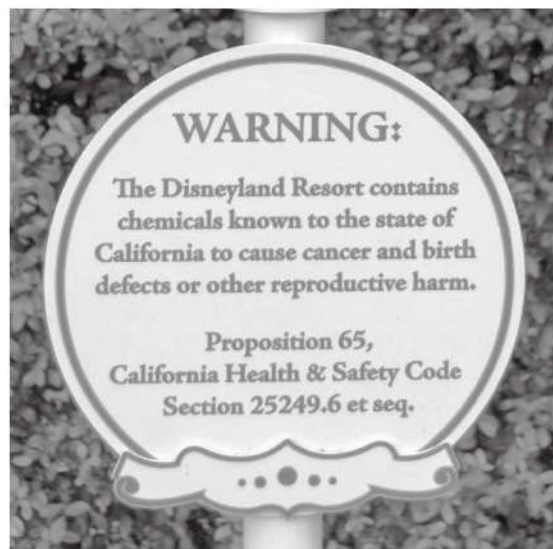 WARNING:
The Disneyland Resort contains
chemicals known to the state of
California to cause cancer and birth
defects or other reproductive harm.
Proposition 65,
California Health & Safety Code
Section 25249.6 et seq.